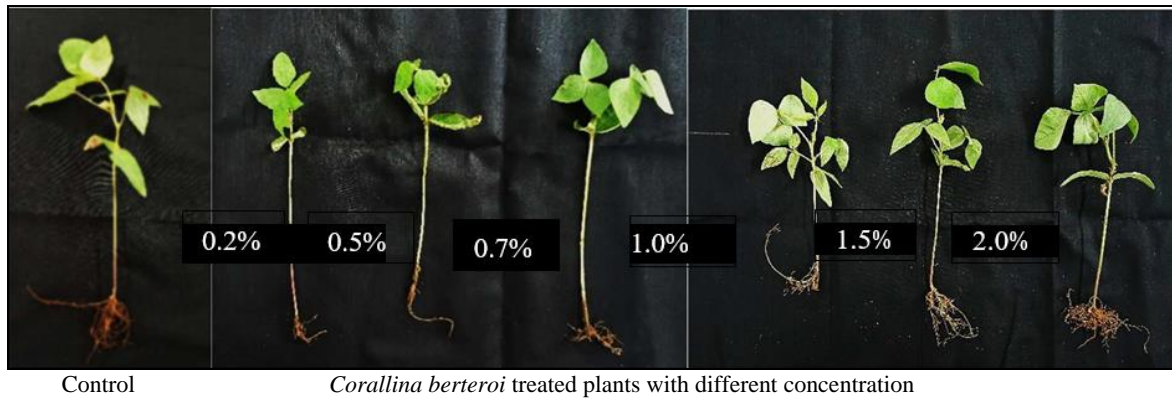 0.2% 0.5% 0.7% 1.0% 1.5% 2.0%
Control Corallina berteroi treated plants with different concentration